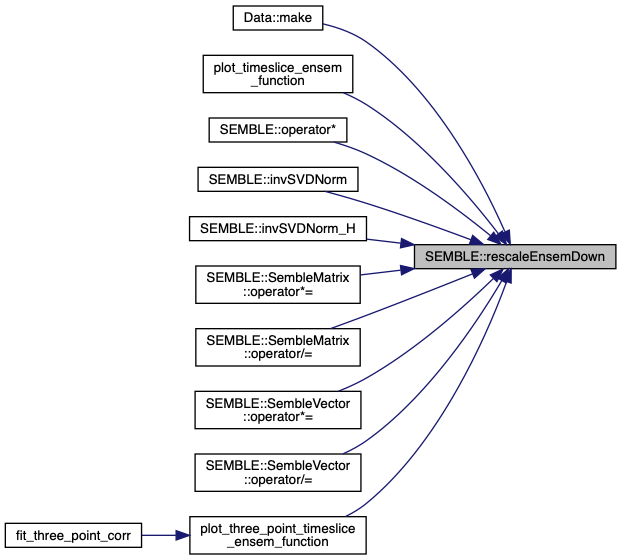 Data::make
plot_timeslice_ensem
_function
SEMBLE::operator*
SEMBLE::invSVDNorm
SEMBLE::invSVDNorm_H
SEMBLE::rescaleEnsemDown
SEMBLE::SembleMatrix
::operator*=
SEMBLE::SembleMatrix
::operator/=
SEMBLE::SembleVector
::operator*=
SEMBLE::SembleVector
::operator/=
fit_three_point_corr
plot_three_point_timeslice
_ensem_function